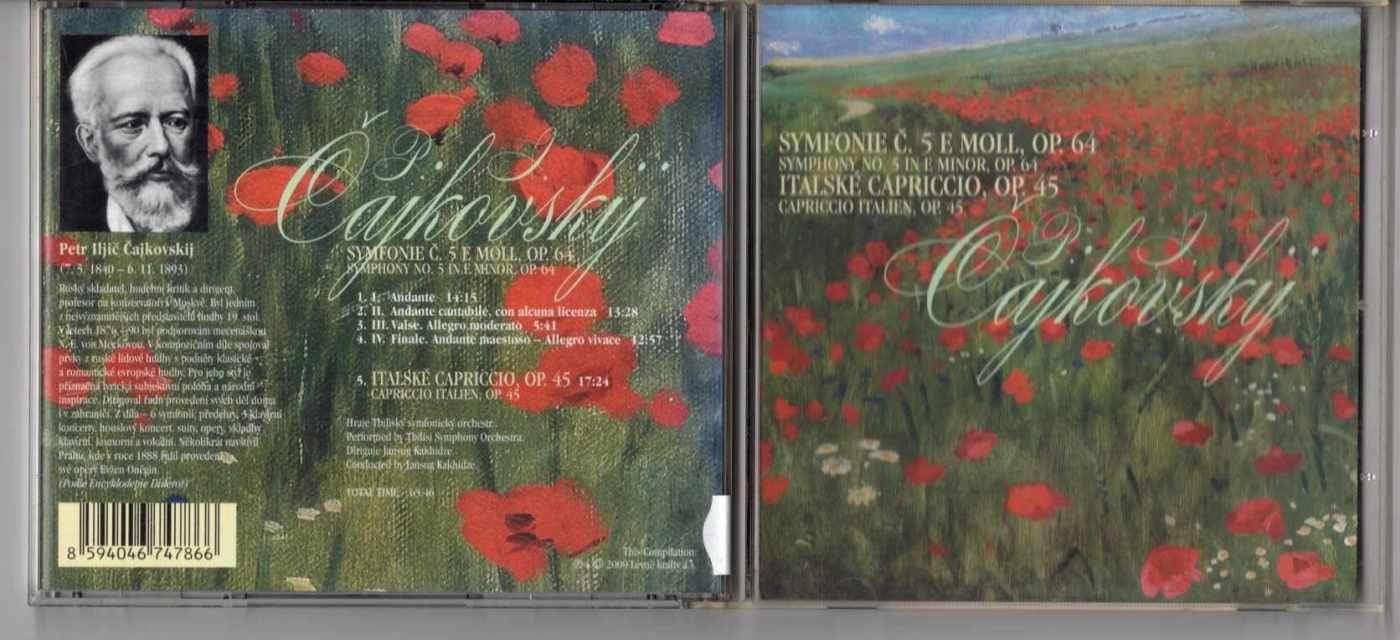 P. I. Čajkovskij
SYMFONIE Č. 5 E MOLL, OP. 64
SYMPHONY NO. 5 IN E MINOR, OP. 64
1. I. Andante 14:15
2. II. Andante cantabile, con alcuna licenza 13:28
3. III. Valse. Allegro moderato 5:41
4. IV. Finale. Andante maestoso – Allegro vivace 12:57
5. ITALSKÉ CAPRICCIO, OP. 45 17:24
CAPRICCIO ITALIEN, OP. 45
Hraje Tbiliský symfonický orchestr.
Performed by Tbilisi Symphony Orchestra.
Diriguje Jansug Kakhidze.
Conducted by Jansug Kakhidze.
TOTAL TIME
Petr Iljič Čajkovskij
(7. 5. 1840 – 6. 11. 1893)
Ruský skladatel, hudební kritik a dirigent,
profesor na konzervatoři v Moskvě. Byl jedním
z nejvýznamnějších představitelů hudby 19. stol.
V letech 1876–90 byl podporován mecenáškou
N. F. von Meckovou. V kompozičním díle spojoval
prvky z ruské lidové hudby s podněty klasické
a romantické evropské hudby. Pro jeho styl je
příznačná lyrická subjektivní poloha a národní
inspirace. Dirigoval řadu provedení svých děl doma
i v zahraničí. Z díla – 6 symfonií, předehry, 3 klavírní
koncerty, houslový koncert, suity, opery, skladby
klavírní, komorní a vokální. Několikrát navštívil
Prahu, kde v roce 1888 řídil provedení
své opery Evžen Oněgin.
(Podle Encyklopedie Diderot)
8 594046 747866
This Compilation
© 2009 Levné knihy a.s.
SYMFONIE Č. 5 E MOLL, OP. 64
SYMPHONY NO. 5 IN E MINOR, OP. 64
ITALSKÉ CAPRICCIO, OP. 45
CAPRICCIO ITALIEN, OP. 45
P. I. Čajkovskij